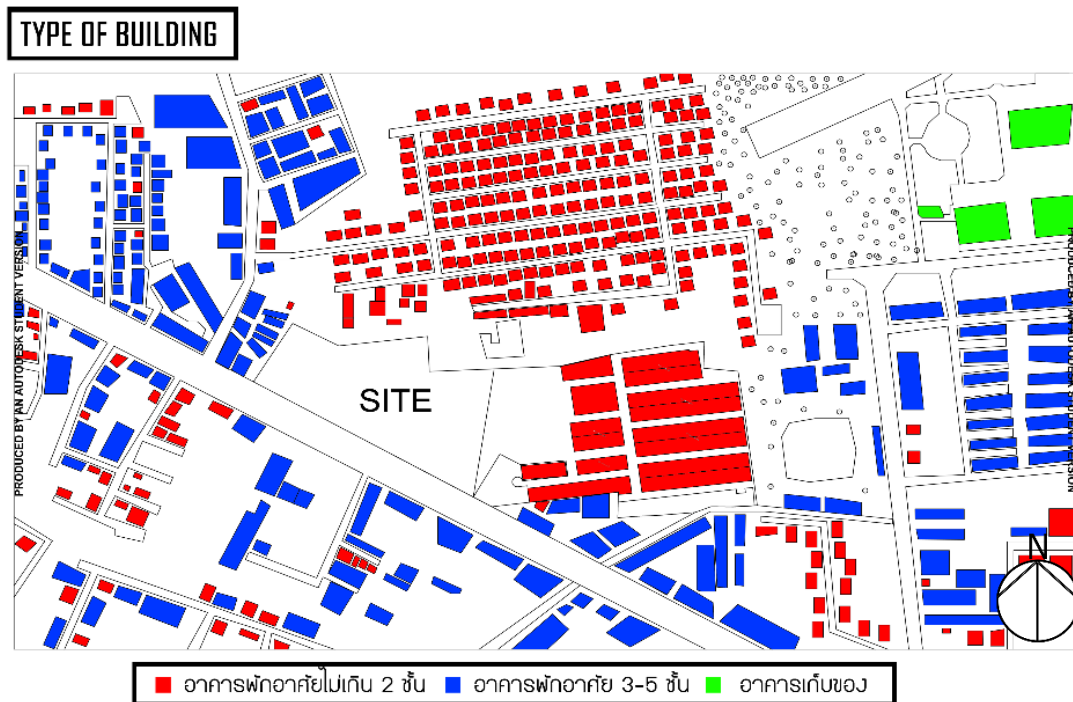 TYPE OF BUILDING
PRODUCED BY AN AUTODESK STUDENT VERSION
SITE
PRODUCED BY AN AUTODESK STUDENT VERSION
N
อาคารพักอาศัยไม่เกิน 2 ชั้น
อาคารพักอาศัย 3-5 ชั้น
อาคารเก็บของ